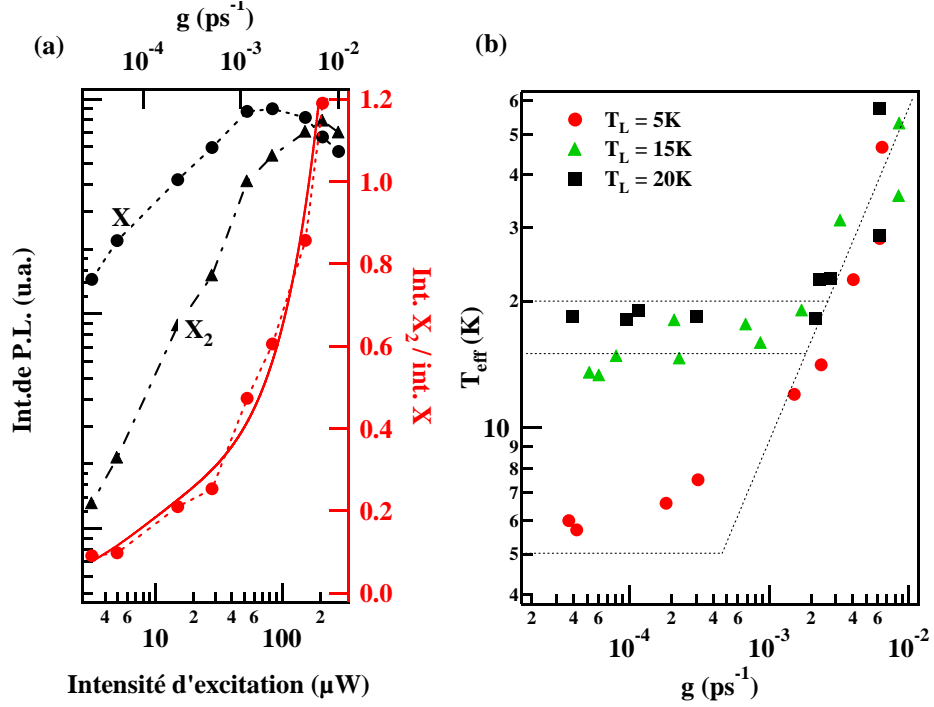 (a)
g (ps⁻¹)
10⁻⁴ 10⁻³ 10⁻²
Int.de P.L. (u.a.)
X
X₂
1.2
1.0
0.8
0.6
0.4
0.2
0.0
Int. X₂ / int. X
4 6 2 4 6 2 4
10 100
Intensité d'excitation (µW)
(b)
T_eff (K)
6
5
4
3
2
10
9
8
7
6
5
4
T_L = 5K
T_L = 15K
T_L = 20K
2 4 6 2 4 6 2 4 6
10⁻⁴ 10⁻³ 10⁻²
g (ps⁻¹)